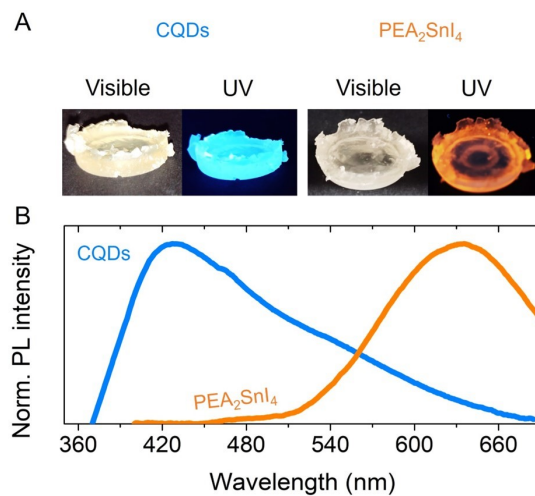 A
CQDs
PEA₂SnI₄
Visible
UV
Visible
UV
B
CQDs
PEA₂SnI₄
Norm. PL intensity
360
420
480
540
600
660
Wavelength (nm)